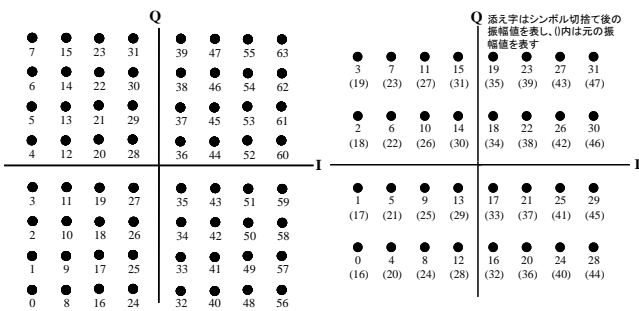 Q
7 15 23 31 39 47 55 63
6 14 22 30 38 46 54 62
5 13 21 29 37 45 53 61
4 12 20 28 36 44 52 60
I
3 11 19 27 35 43 51 59
2 10 18 26 34 42 50 58
1 9 17 25 33 41 49 57
0 8 16 24 32 40 48 56
Q
添え字はシンボル切捨て後の
振幅値を表し、()内は元の振
幅値を表す
3 7 11 15 19 23 27 31
(19) (23) (27) (31) (35) (39) (43) (47)
2 6 10 14 18 22 26 30
(18) (22) (26) (30) (34) (38) (42) (46)
I
1 5 9 13 17 21 25 29
(17) (21) (25) (29) (33) (37) (41) (45)
0 4 8 12 16 20 24 28
(16) (20) (24) (28) (32) (36) (40) (44)